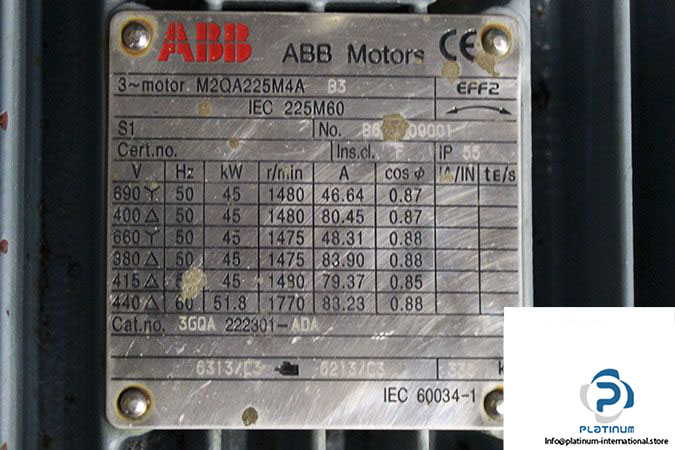 ABB ABB Motors CE
3~motor M2QA225M4A B3 EFF2
IEC 225M60
S1 No.
Cert.no. Ins.cl. F IP 55
V Hz kW r/min A cos φ IA/IN tE/s
690 Y 50 45 1480 46.64 0.87
400 △ 50 45 1480 80.45 0.87
660 Y 50 45 1475 48.31 0.88
380 △ 50 45 1475 83.90 0.88
415 △ 50 45 1480 79.37 0.85
440 △ 60 51.8 1770 83.23 0.88
Cat.no. 3GQA 222301-ADA
6313/C3 6213/C3
IEC 60034-1
PLATINUM
Info@platinum-international.store